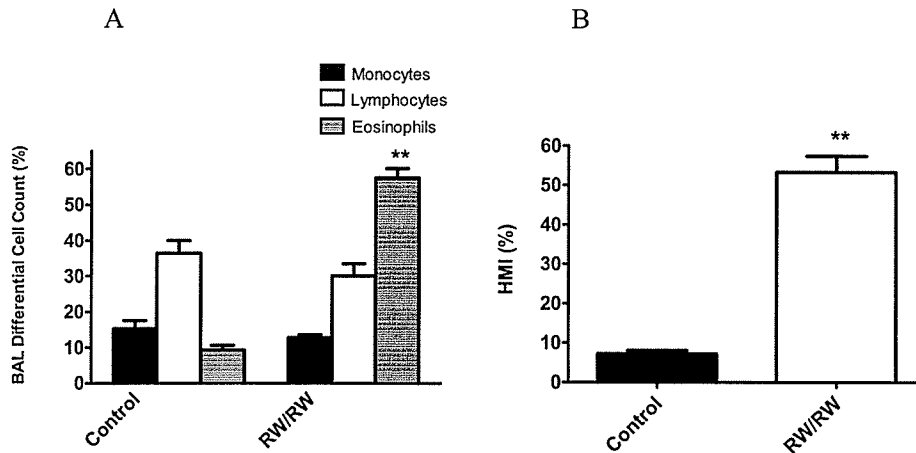 A
Monocytes
Lymphocytes
Eosinophils
BAL Differential Cell Count (%)
60
50
40
30
20
10
0
**
Control
RW/RW
B
HMI (%)
60
50
40
30
20
10
0
**
Control
RW/RW